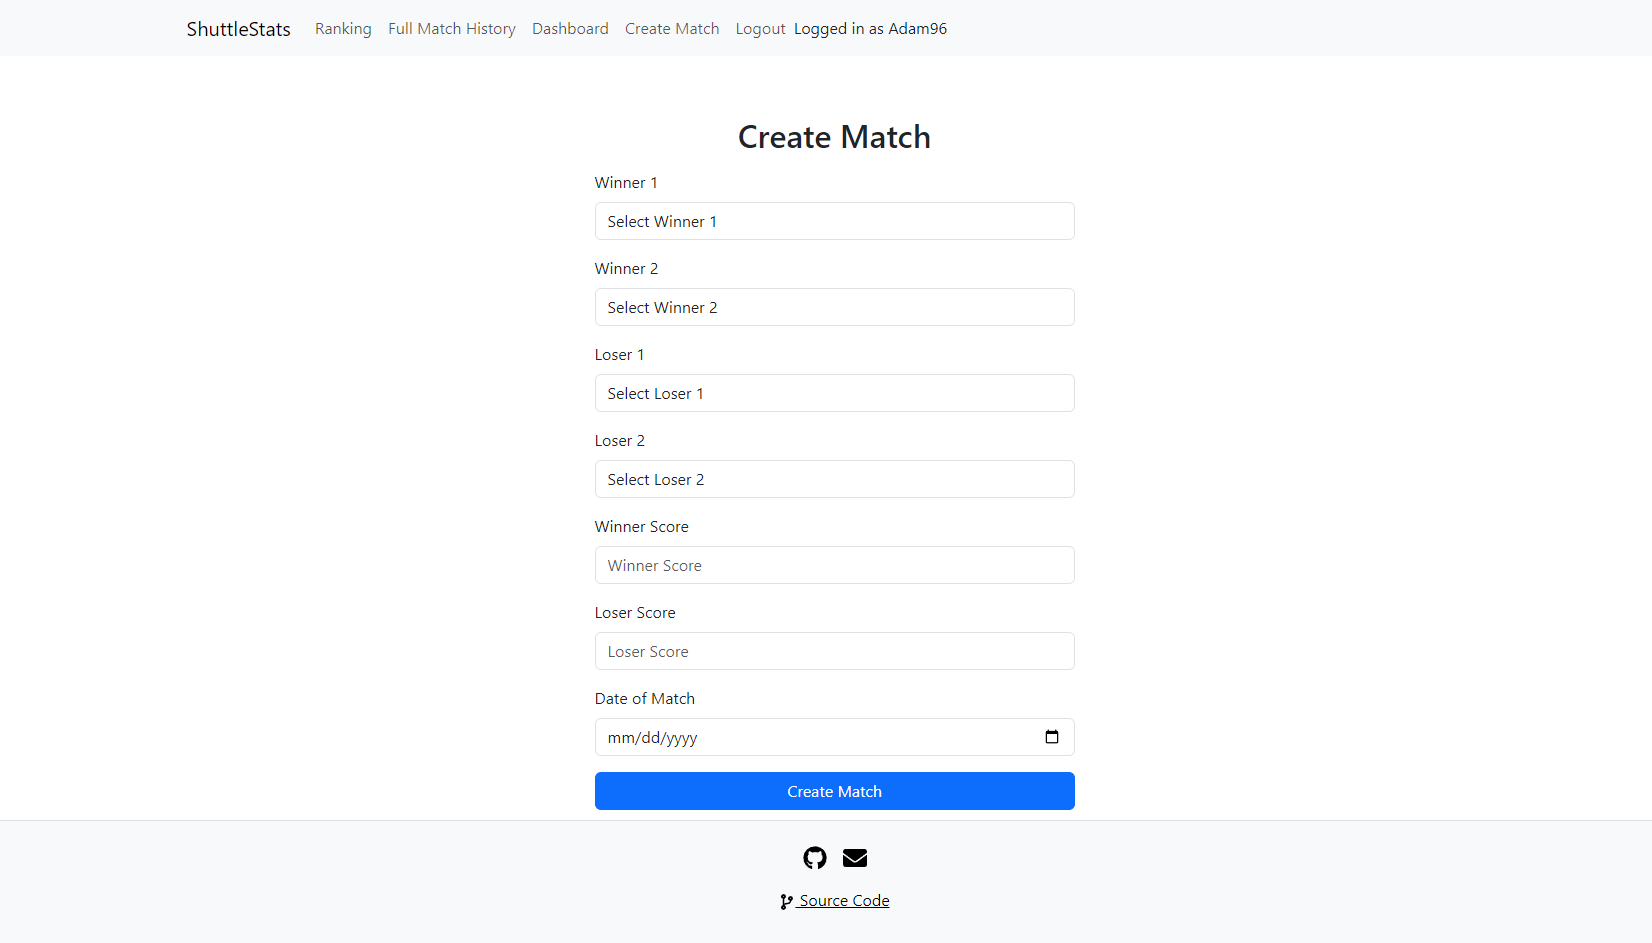 ShuttleStats Ranking Full Match History Dashboard Create Match Logout Logged in as Adam96
Create Match
Winner 1
Select Winner 1
Winner 2
Select Winner 2
Loser 1
Select Loser 1
Loser 2
Select Loser 2
Winner Score
Winner Score
Loser Score
Loser Score
Date of Match
mm/dd/yyyy
Create Match
Source Code